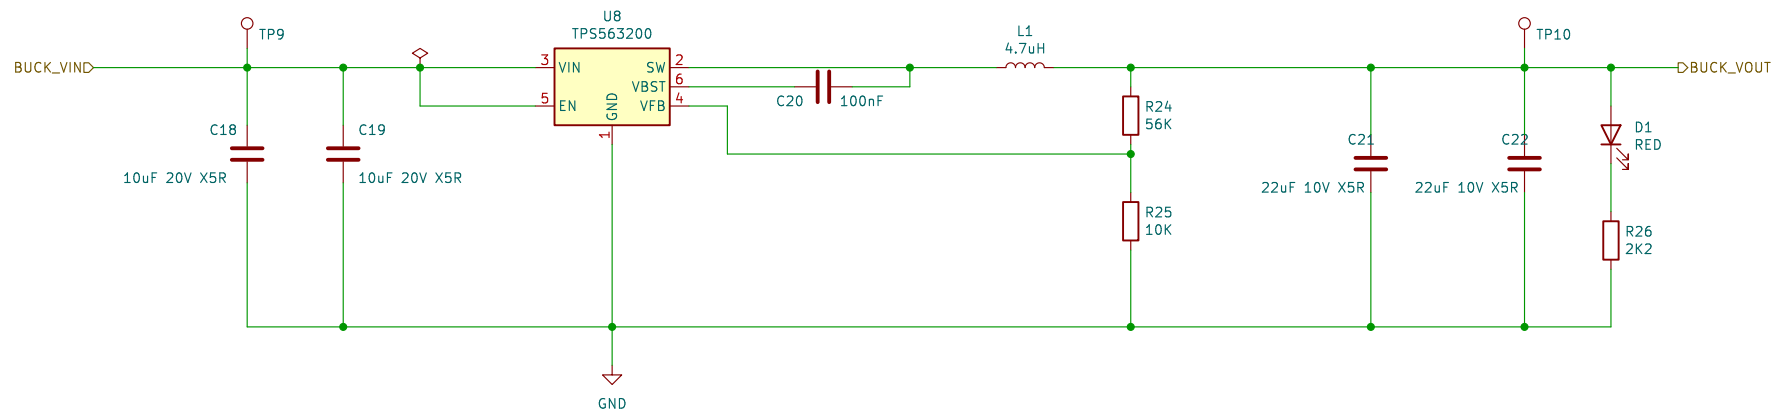 U8
TPS563200
TP9
TP10
L1
4.7uH
BUCK_VIN
3
VIN
SW
2
BUCK_VOUT
VBST
6
5
EN
GND
VFB
4
C20
100nF
1
R24
56K
C18
10uF 20V X5R
C19
10uF 20V X5R
C21
22uF 10V X5R
C22
22uF 10V X5R
D1
RED
R25
10K
R26
2K2
GND